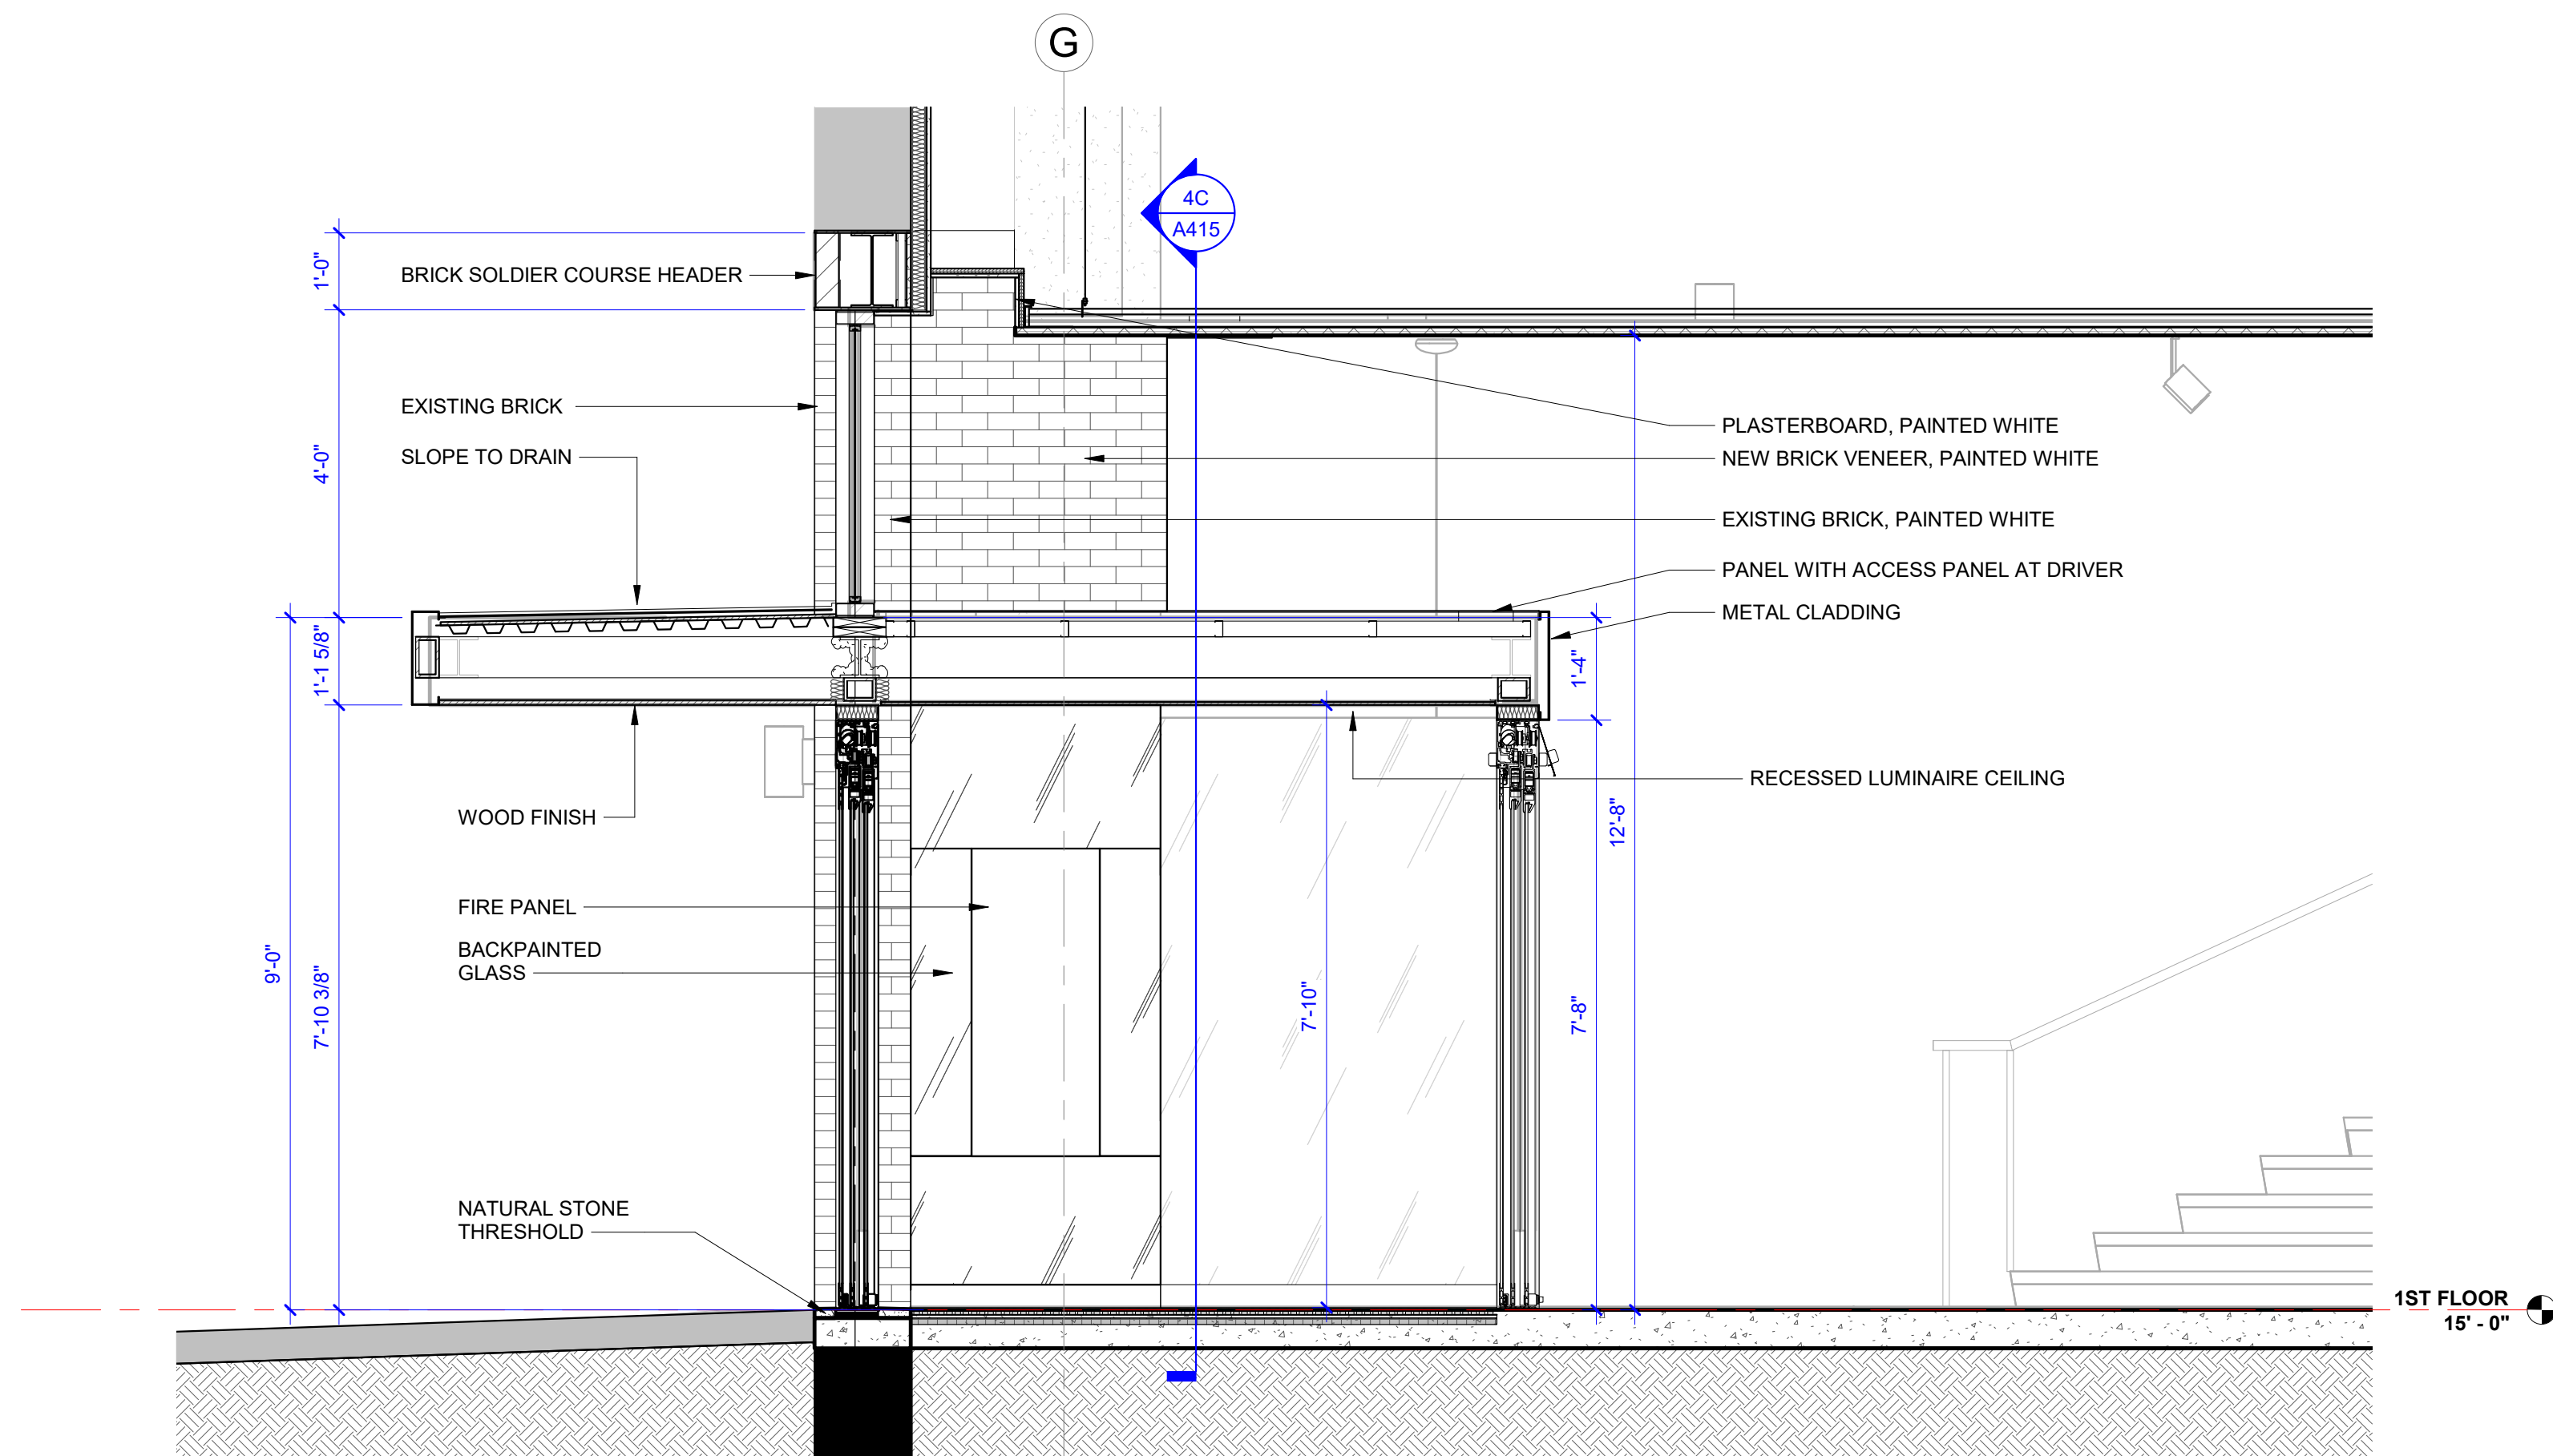 G
4C
A415
1'-0"
BRICK SOLDIER COURSE HEADER
EXISTING BRICK
4'-0"
SLOPE TO DRAIN
PLASTERBOARD, PAINTED WHITE
NEW BRICK VENEER, PAINTED WHITE
EXISTING BRICK, PAINTED WHITE
PANEL WITH ACCESS PANEL AT DRIVER
METAL CLADDING
1'-1 5/8"
1'-4"
RECESSED LUMINAIRE CEILING
WOOD FINISH
12'-8"
FIRE PANEL
BACKPAINTED
GLASS
9'-0"
7'-10 3/8"
7'-10"
7'-8"
NATURAL STONE
THRESHOLD
1ST FLOOR
15' - 0"